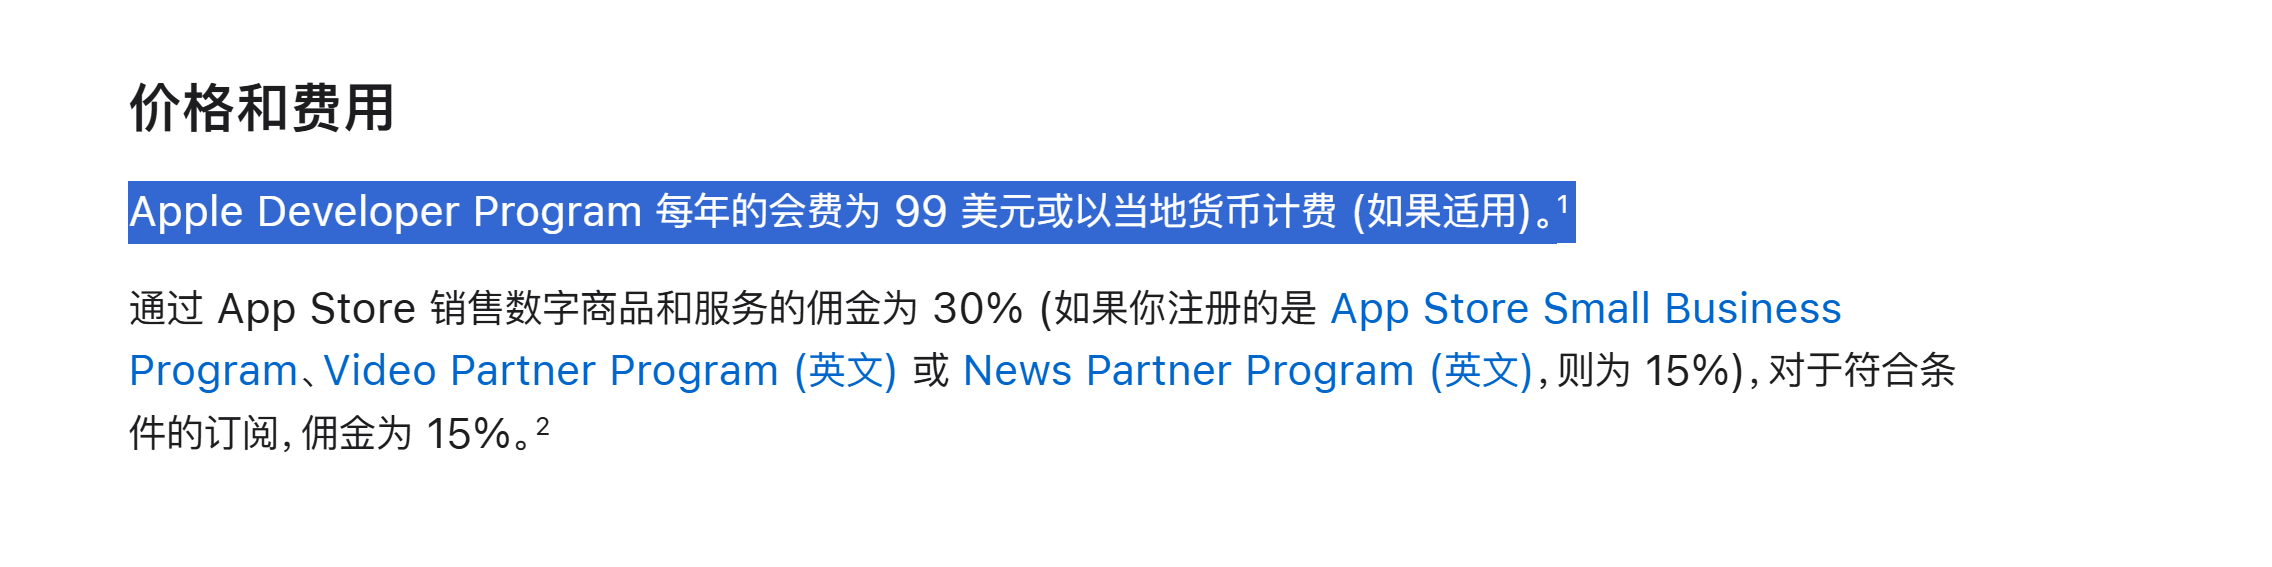 价格和费用
Apple Developer Program 每年的会费为 99 美元或以当地货币计费 (如果适用)。¹
通过 App Store 销售数字商品和服务的佣金为 30% (如果你注册的是 App Store Small Business
Program、Video Partner Program (英文) 或 News Partner Program (英文)，则为 15%)，对于符合条
件的订阅，佣金为 15%。²